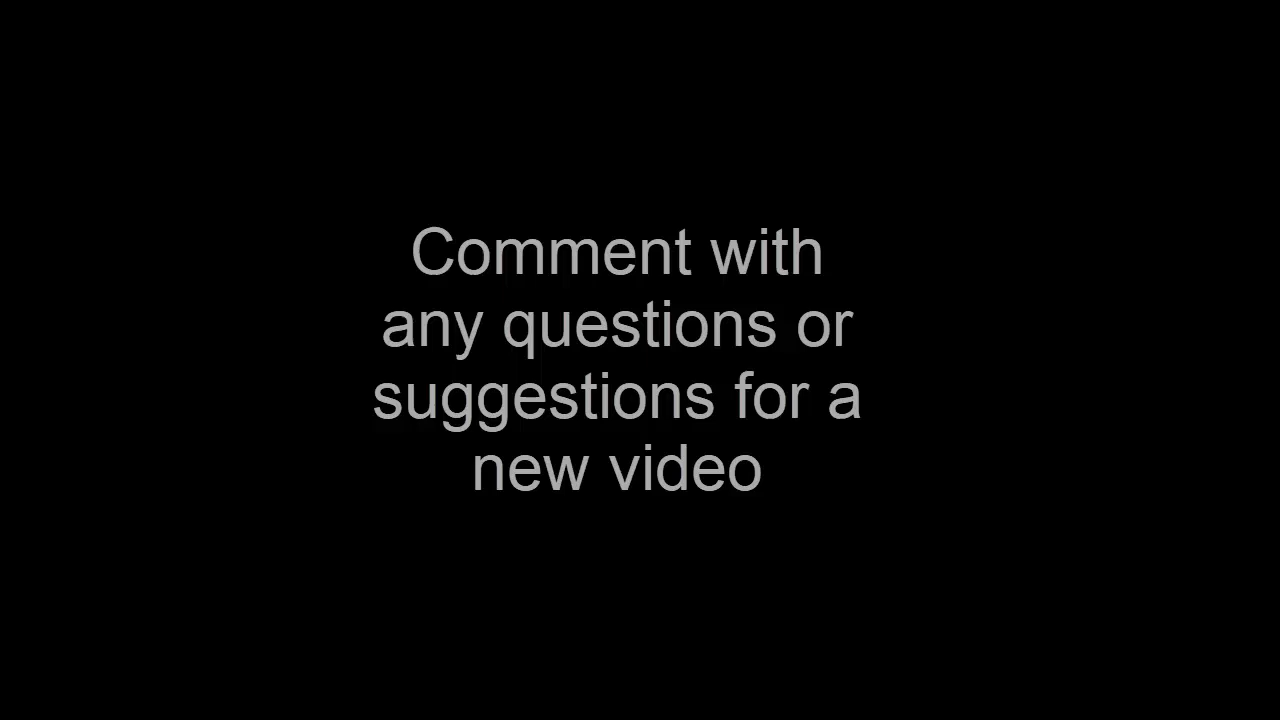 Comment with
any questions or
suggestions for a
new video